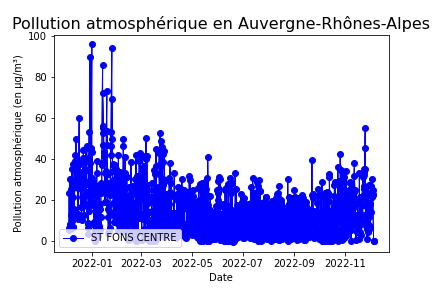 Pollution atmosphérique en Auvergne-Rhônes-Alpes
100
80
60
40
20
0
Pollution atmosphérique (en µg/m³)
ST FONS CENTRE
2022-01 2022-03 2022-05 2022-07 2022-09 2022-11
Date